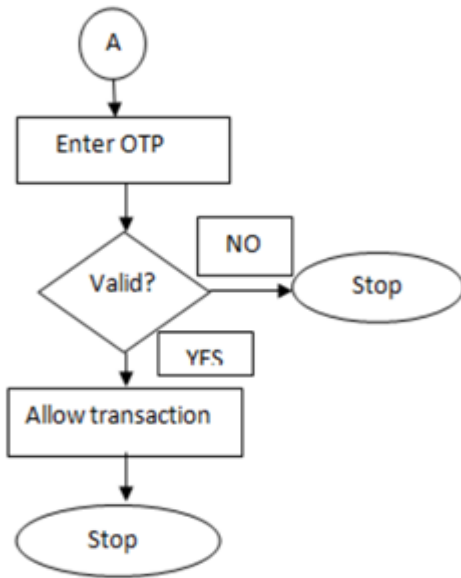 A
Enter OTP
NO
Valid?
Stop
YES
Allow transaction
Stop